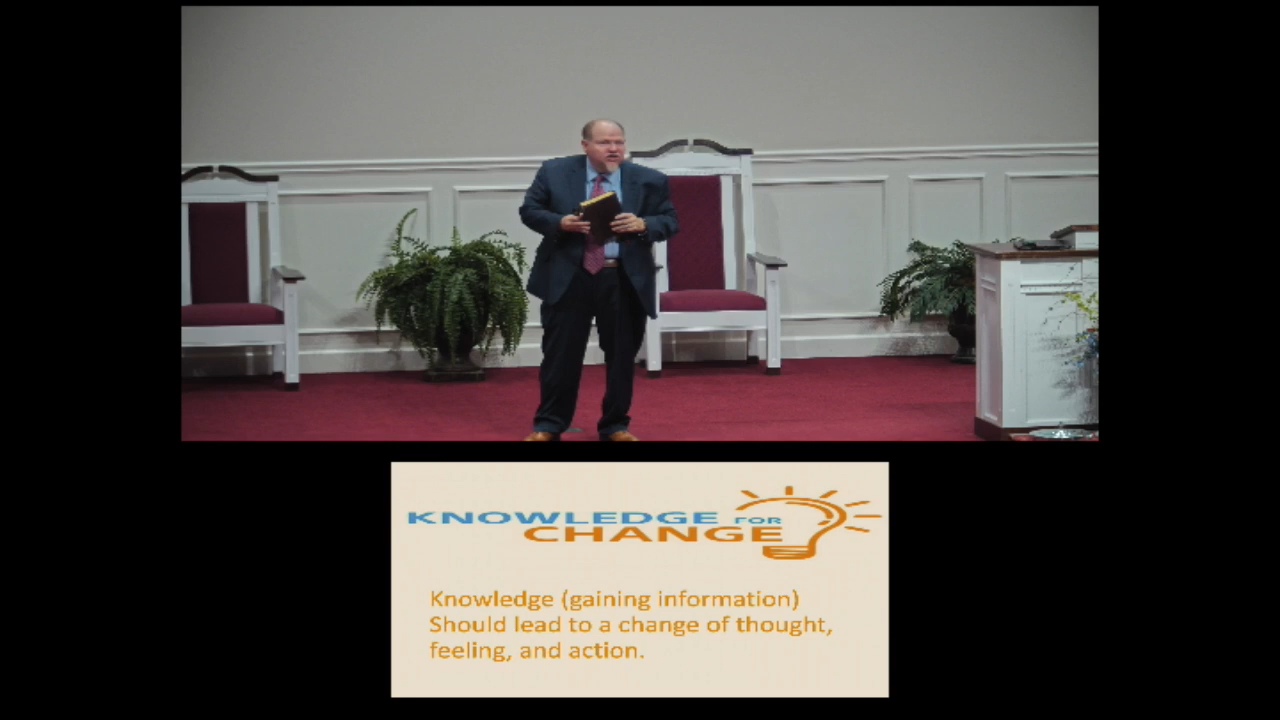 KNOWLEDGE FOR
CHANGE
Knowledge (gaining information)
Should lead to a change of thought,
feeling, and action.